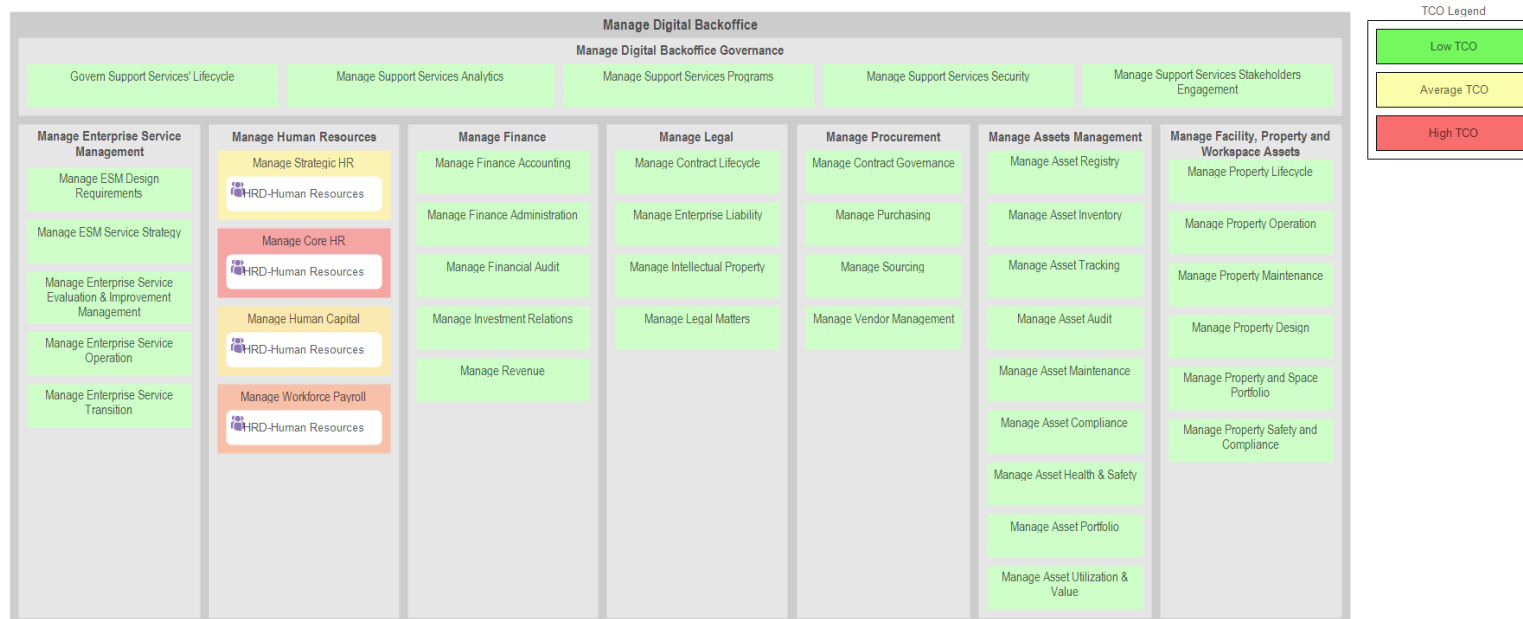 TCO Legend
Low TCO
Average TCO
High TCO
Manage Digital Backoffice
Manage Digital Backoffice Governance
Govern Support Services' Lifecycle
Manage Support Services Analytics
Manage Support Services Programs
Manage Support Services Security
Manage Support Services Stakeholders
Engagement
Manage Enterprise Service
Management
Manage ESM Design
Requirements
Manage ESM Service Strategy
Manage Enterprise Service
Evaluation & Improvement
Management
Manage Enterprise Service
Operation
Manage Enterprise Service
Transition
Manage Human Resources
Manage Strategic HR
HRD-Human Resources
Manage Core HR
HRD-Human Resources
Manage Human Capital
HRD-Human Resources
Manage Workforce Payroll
HRD-Human Resources
Manage Finance
Manage Finance Accounting
Manage Finance Administration
Manage Financial Audit
Manage Investment Relations
Manage Revenue
Manage Legal
Manage Contract Lifecycle
Manage Enterprise Liability
Manage Intellectual Property
Manage Legal Matters
Manage Procurement
Manage Contract Governance
Manage Purchasing
Manage Sourcing
Manage Vendor Management
Manage Assets Management
Manage Asset Registry
Manage Asset Inventory
Manage Asset Tracking
Manage Asset Audit
Manage Asset Maintenance
Manage Asset Compliance
Manage Asset Health & Safety
Manage Asset Portfolio
Manage Asset Utilization &
Value
Manage Facility, Property and
Workspace Assets
Manage Property Lifecycle
Manage Property Operation
Manage Property Maintenance
Manage Property Design
Manage Property and Space
Portfolio
Manage Property Safety and
Compliance